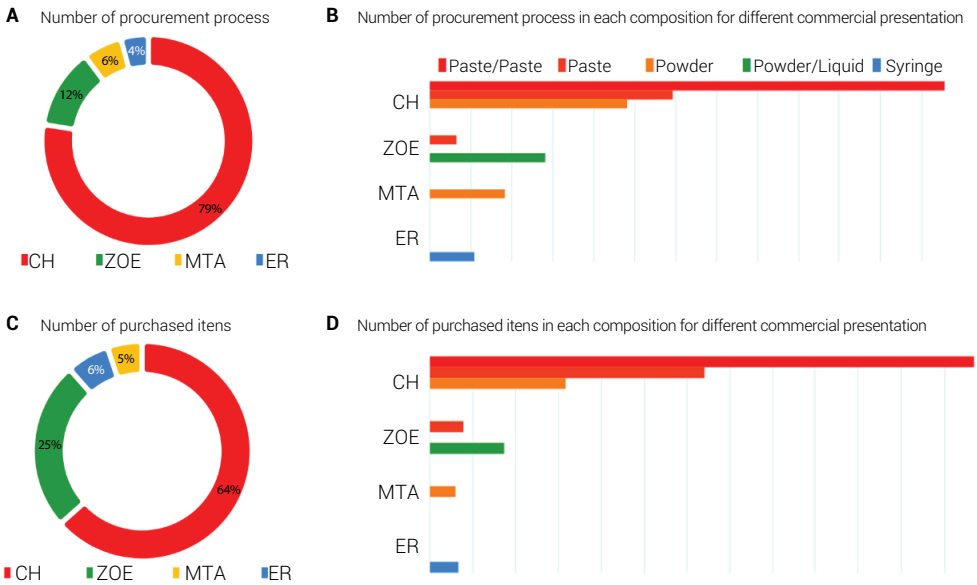 A Number of procurement process
4%
6%
12%
79%
CH ZOE MTA ER
B Number of procurement process in each composition for different commercial presentation
Paste/Paste Paste Powder Powder/Liquid Syringe
CH
ZOE
MTA
ER
C Number of purchased itens
5%
6%
25%
64%
CH ZOE MTA ER
D Number of purchased itens in each composition for different commercial presentation
CH
ZOE
MTA
ER